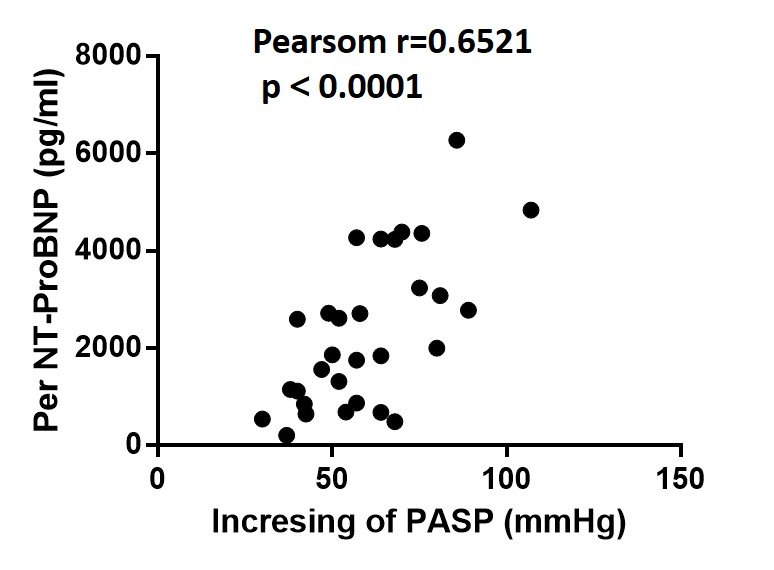 Pearsom r=0.6521
p < 0.0001
8000
6000
4000
2000
0
Per NT-ProBNP (pg/ml)
0 50 100 150
Incresing of PASP (mmHg)